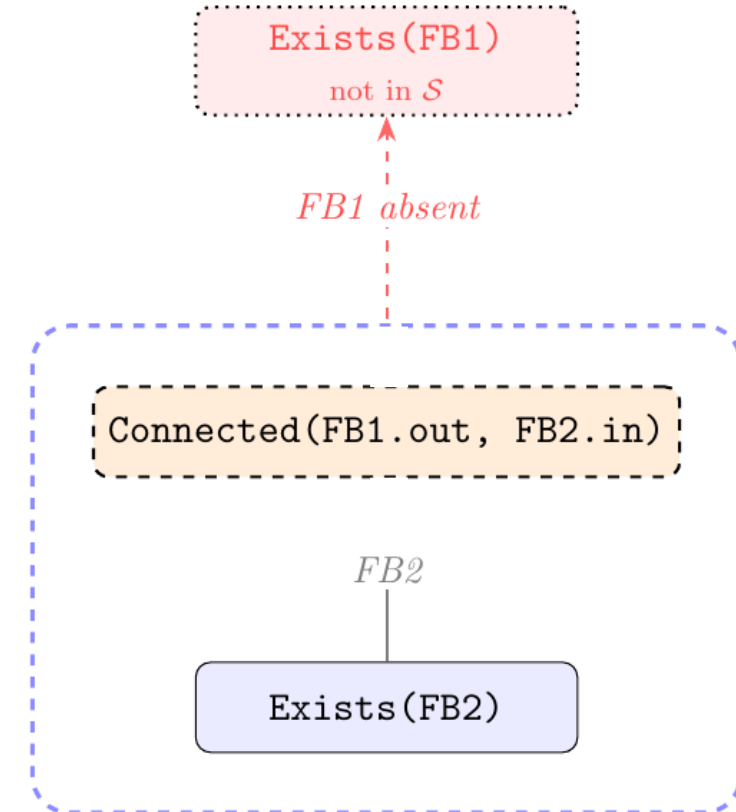 Exists(FB1)
not in 𝒮
FB1 absent
Connected(FB1.out, FB2.in)
FB2
Exists(FB2)